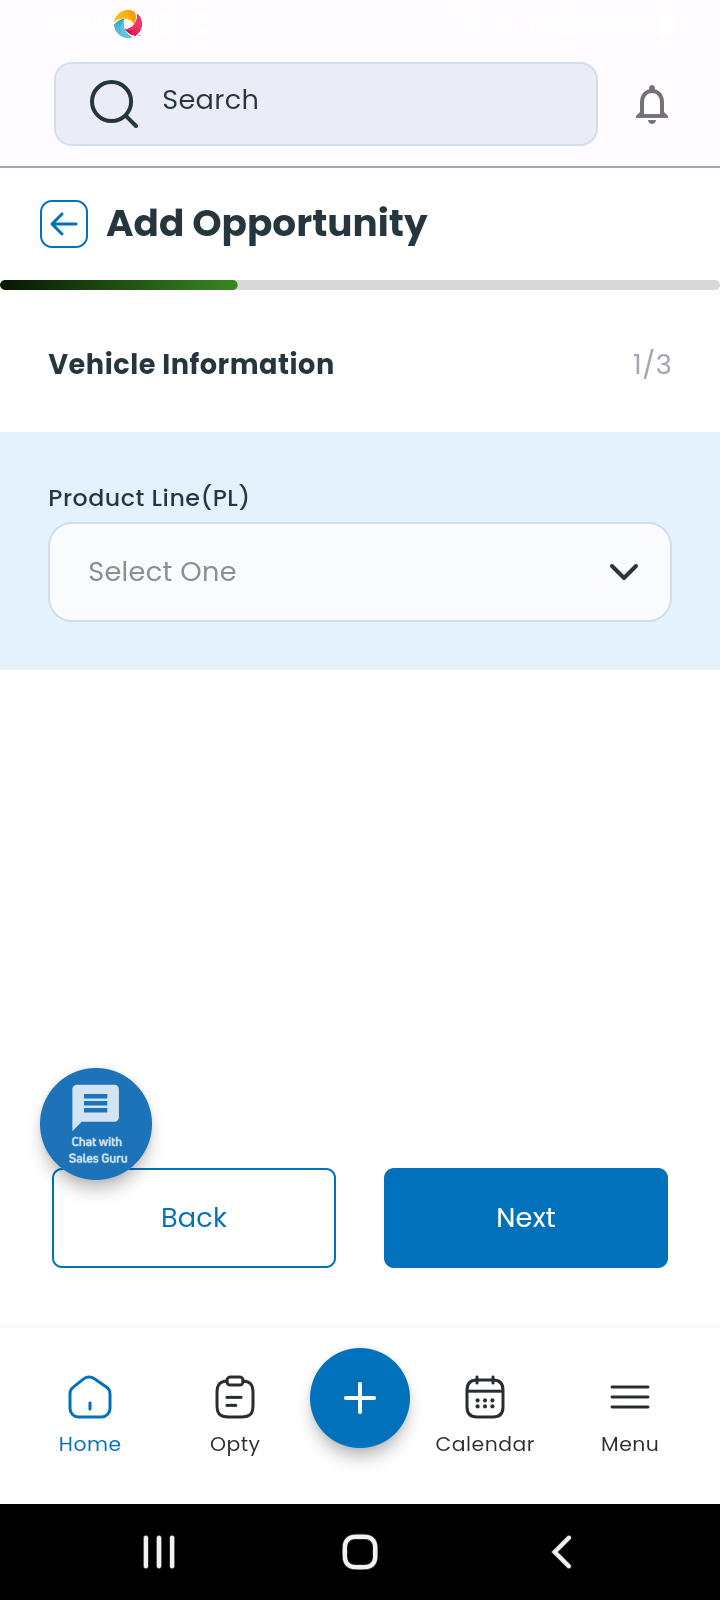 Search
Add Opportunity
Vehicle Information
1/3
Product Line(PL)
Select One
Chat with
Sales Guru
Back
Next
Home
Opty
Calendar
Menu